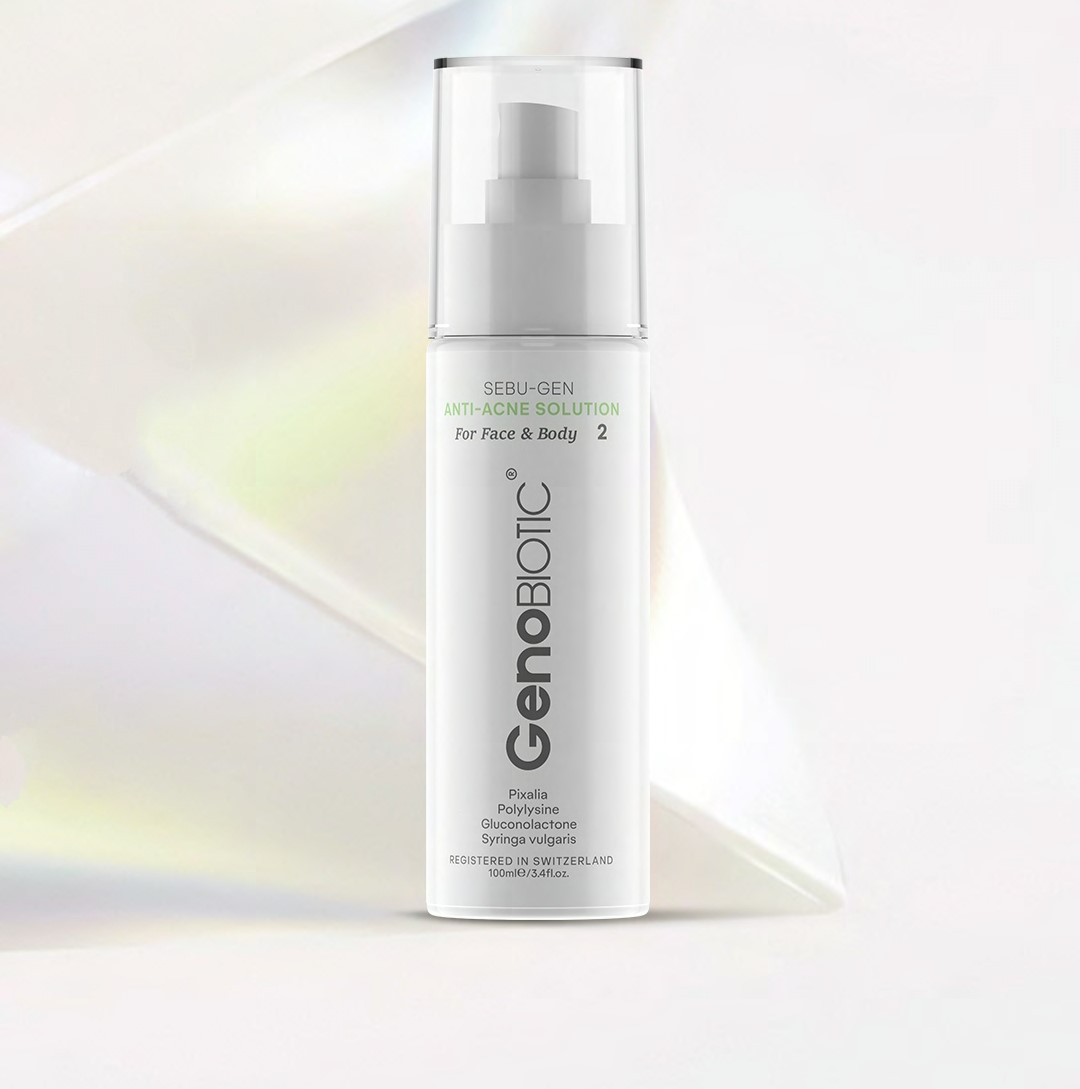 SEBU-GEN
ANTI-ACNE SOLUTION
For Face & Body 2
GenoBIOTIC®
Pixalia
Polylysine
Gluconolactone
Syringa vulgaris
REGISTERED IN SWITZERLAND
100ml℮/3.4fl.oz.